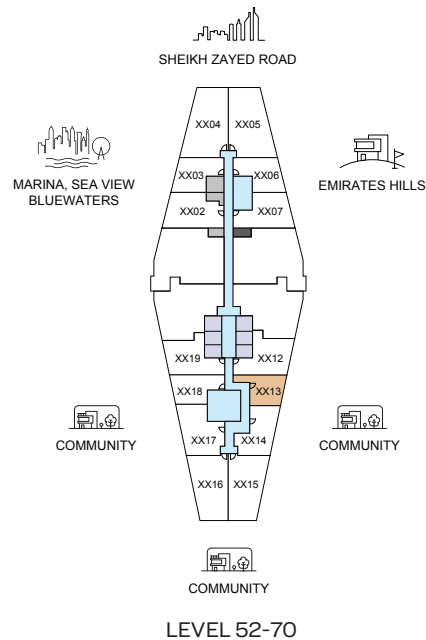 SHEIKH ZAYED ROAD
XX04
XX05
MARINA, SEA VIEW
BLUEWATERS
XX03
XX06
EMIRATES HILLS
XX02
XX07
XX19
XX12
XX18
XX13
COMMUNITY
XX17
XX14
COMMUNITY
XX16
XX15
COMMUNITY
LEVEL 52-70